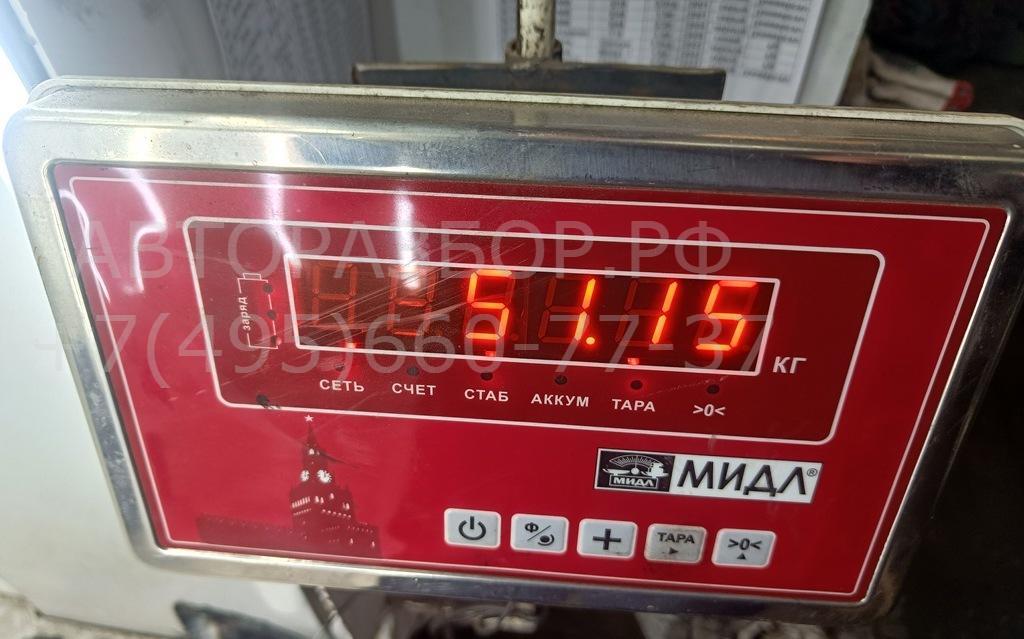 АВТОРАЗБОР.РФ
заряд
51.15
+7(495)660-77-37
КГ
СЕТЬ СЧЕТ СТАБ АККУМ ТАРА >0<
МИДЛ МИДЛ®
Ф ТАРА >0<